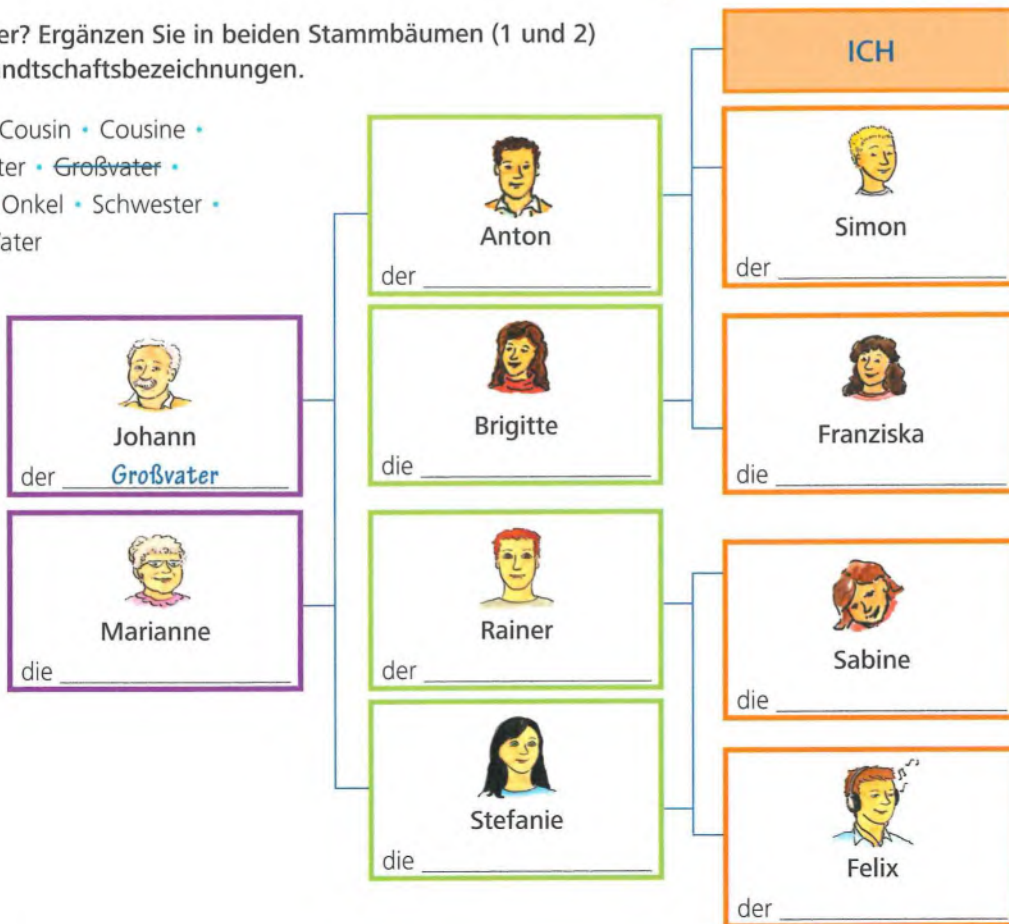 er? Ergänzen Sie in beiden Stammbäumen (1 und 2)
ndtschaftsbezeichnungen.
Cousin • Cousine •
ter • Großvater •
Onkel • Schwester •
ater
ICH
Anton
der
Simon
der
Johann
der Großvater
Brigitte
die
Franziska
die
Marianne
die
Rainer
der
Sabine
die
Stefanie
die
Felix
der